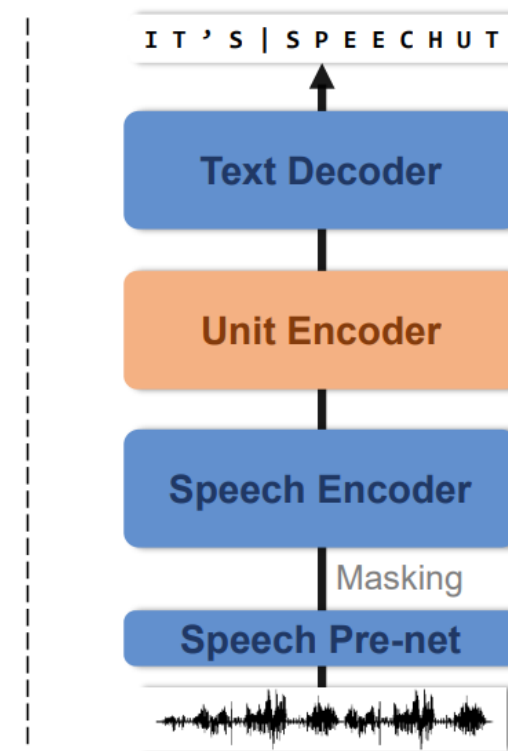 I T ’ S | S P E E C H U T
Text Decoder
Unit Encoder
Speech Encoder
Masking
Speech Pre-net